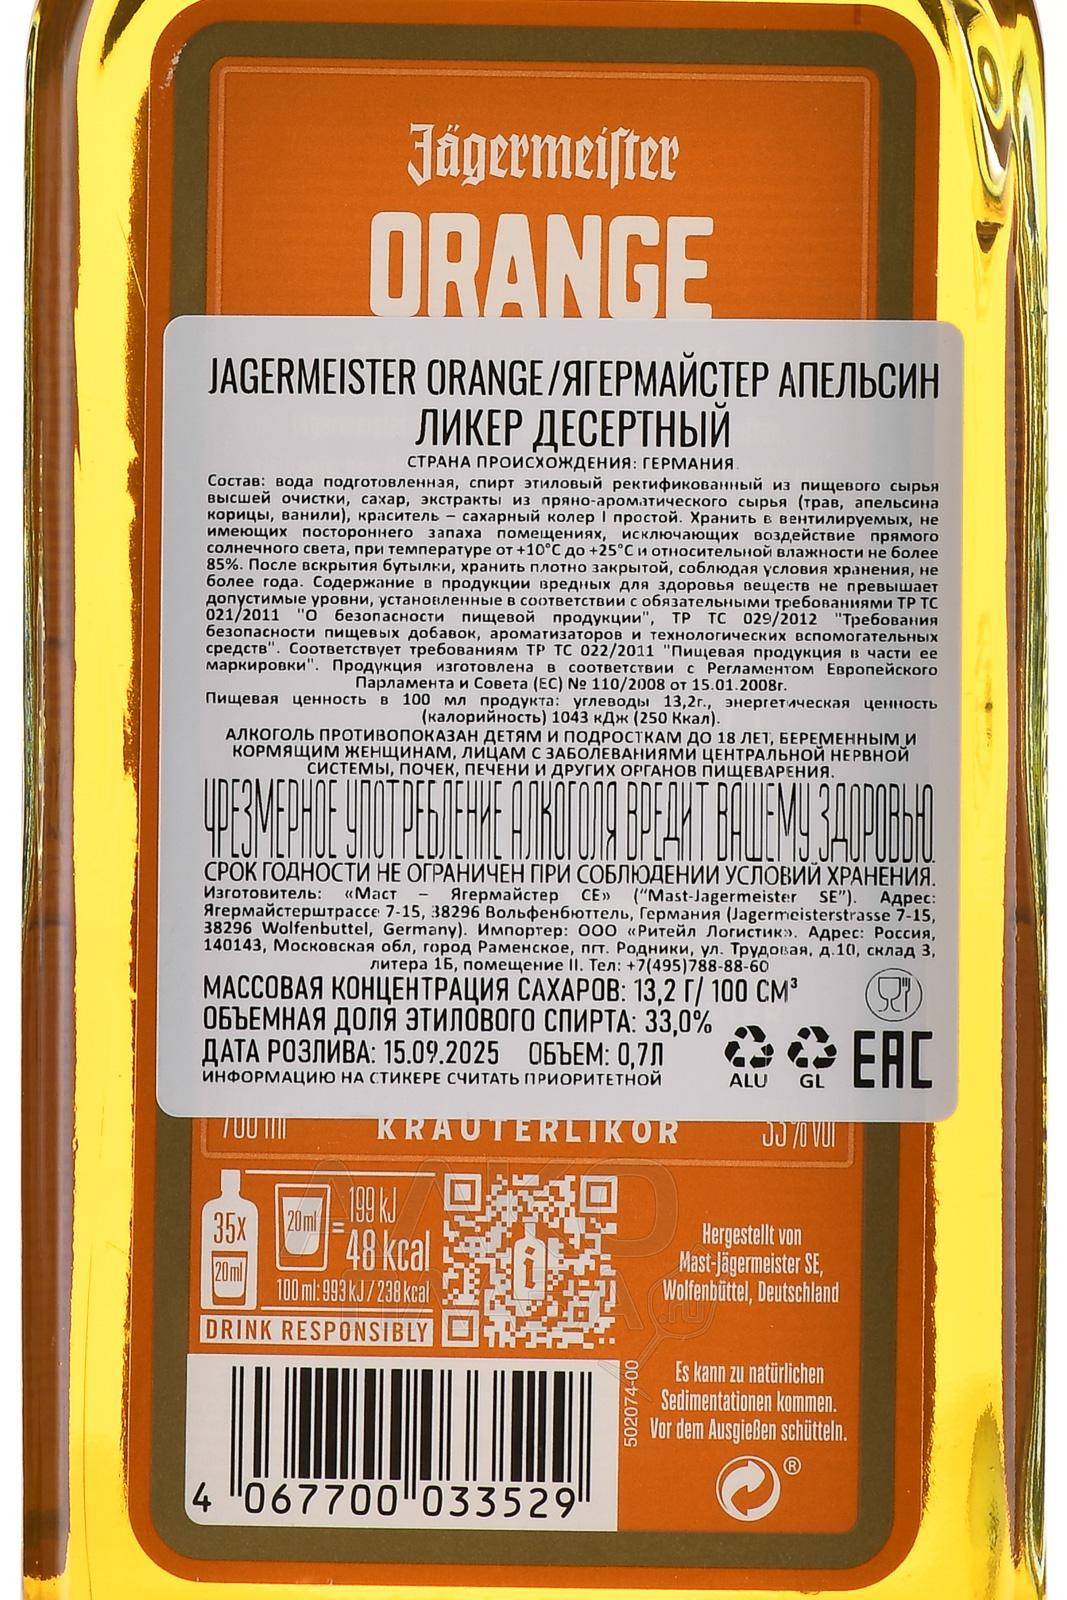 Jägermeister
ORANGE
JAGERMEISTER ORANGE/ЯГЕРМАЙСТЕР АПЕЛЬСИН
ЛИКЕР ДЕСЕРТНЫЙ
СТРАНА ПРОИСХОЖДЕНИЯ: ГЕРМАНИЯ.
Состав: вода подготовленная, спирт этиловый ректификованный из пищевого сырья
высшей очистки, сахар, экстракты из пряно-ароматического сырья (трав, апельсина
корицы, ванили), краситель – сахарный колер I простой. Хранить в вентилируемых, не
имеющих постороннего запаха помещениях, исключающих воздействие прямого
солнечного света, при температуре от +10°С до +25°С и относительной влажности не более
85%. После вскрытия бутылки, хранить плотно закрытой, соблюдая условия хранения, не
более года. Содержание в продукции вредных для здоровья веществ не превышает
допустимые уровни, установленные в соответствии с обязательными требованиями ТР ТС
021/2011 "О безопасности пищевой продукции", ТР ТС 029/2012 "Требования
безопасности пищевых добавок, ароматизаторов и технологических вспомогательных
средств". Соответствует требованиям ТР ТС 022/2011 "Пищевая продукция в части ее
маркировки". Продукция изготовлена в соответствии с Регламентом Европейского
Парламента и Совета (ЕС) № 110/2008 от 15.01.2008г.
Пищевая ценность в 100 мл продукта: углеводы 13,2г., энергетическая ценность
(калорийность) 1043 кДж (250 Ккал).
АЛКОГОЛЬ ПРОТИВОПОКАЗАН ДЕТЯМ И ПОДРОСТКАМ ДО 18 ЛЕТ, БЕРЕМЕННЫМ И
КОРМЯЩИМ ЖЕНЩИНАМ, ЛИЦАМ С ЗАБОЛЕВАНИЯМИ ЦЕНТРАЛЬНОЙ НЕРВНОЙ
СИСТЕМЫ, ПОЧЕК, ПЕЧЕНИ И ДРУГИХ ОРГАНОВ ПИЩЕВАРЕНИЯ.
ЧРЕЗМЕРНОЕ УПОТРЕБЛЕНИЕ АЛКОГОЛЯ ВРЕДИТ ВАШЕМУ ЗДОРОВЬЮ.
СРОК ГОДНОСТИ НЕ ОГРАНИЧЕН ПРИ СОБЛЮДЕНИИ УСЛОВИЙ ХРАНЕНИЯ.
Изготовитель: «Маст – Ягермайстер СЕ» ("Mast-Jagermeister SE"). Адрес:
Ягермайстерштрассе 7-15, 38296 Вольфенбюттель, Германия (Jagermeisterstrasse 7-15,
38296 Wolfenbuttel, Germany). Импортер: ООО «Ритейл Логистик». Адрес: Россия,
140143, Московская обл, город Раменское, пгт. Родники, ул. Трудовая, д.10, склад 3,
литера 1Б, помещение II. Тел: +7(495)788-88-60
МАССОВАЯ КОНЦЕНТРАЦИЯ САХАРОВ: 13,2 Г/ 100 СМ³
ОБЪЕМНАЯ ДОЛЯ ЭТИЛОВОГО СПИРТА: 33,0%
ДАТА РОЗЛИВА: 15.09.2025 ОБЪЕМ: 0,7Л
ИНФОРМАЦИЮ НА СТИКЕРЕ СЧИТАТЬ ПРИОРИТЕТНОЙ
ALU GL EAC
700 ml KRÄUTERLIKÖR 33% vol
35x 20ml 20ml = 199 kJ
48 kcal
100 ml: 993 kJ / 238 kcal
DRINK RESPONSIBLY
Hergestellt von
Mast-Jägermeister SE,
Wolfenbüttel, Deutschland
Es kann zu natürlichen
Sedimentationen kommen.
Vor dem Ausgießen schütteln.
502074-00
®
4 067700 033529